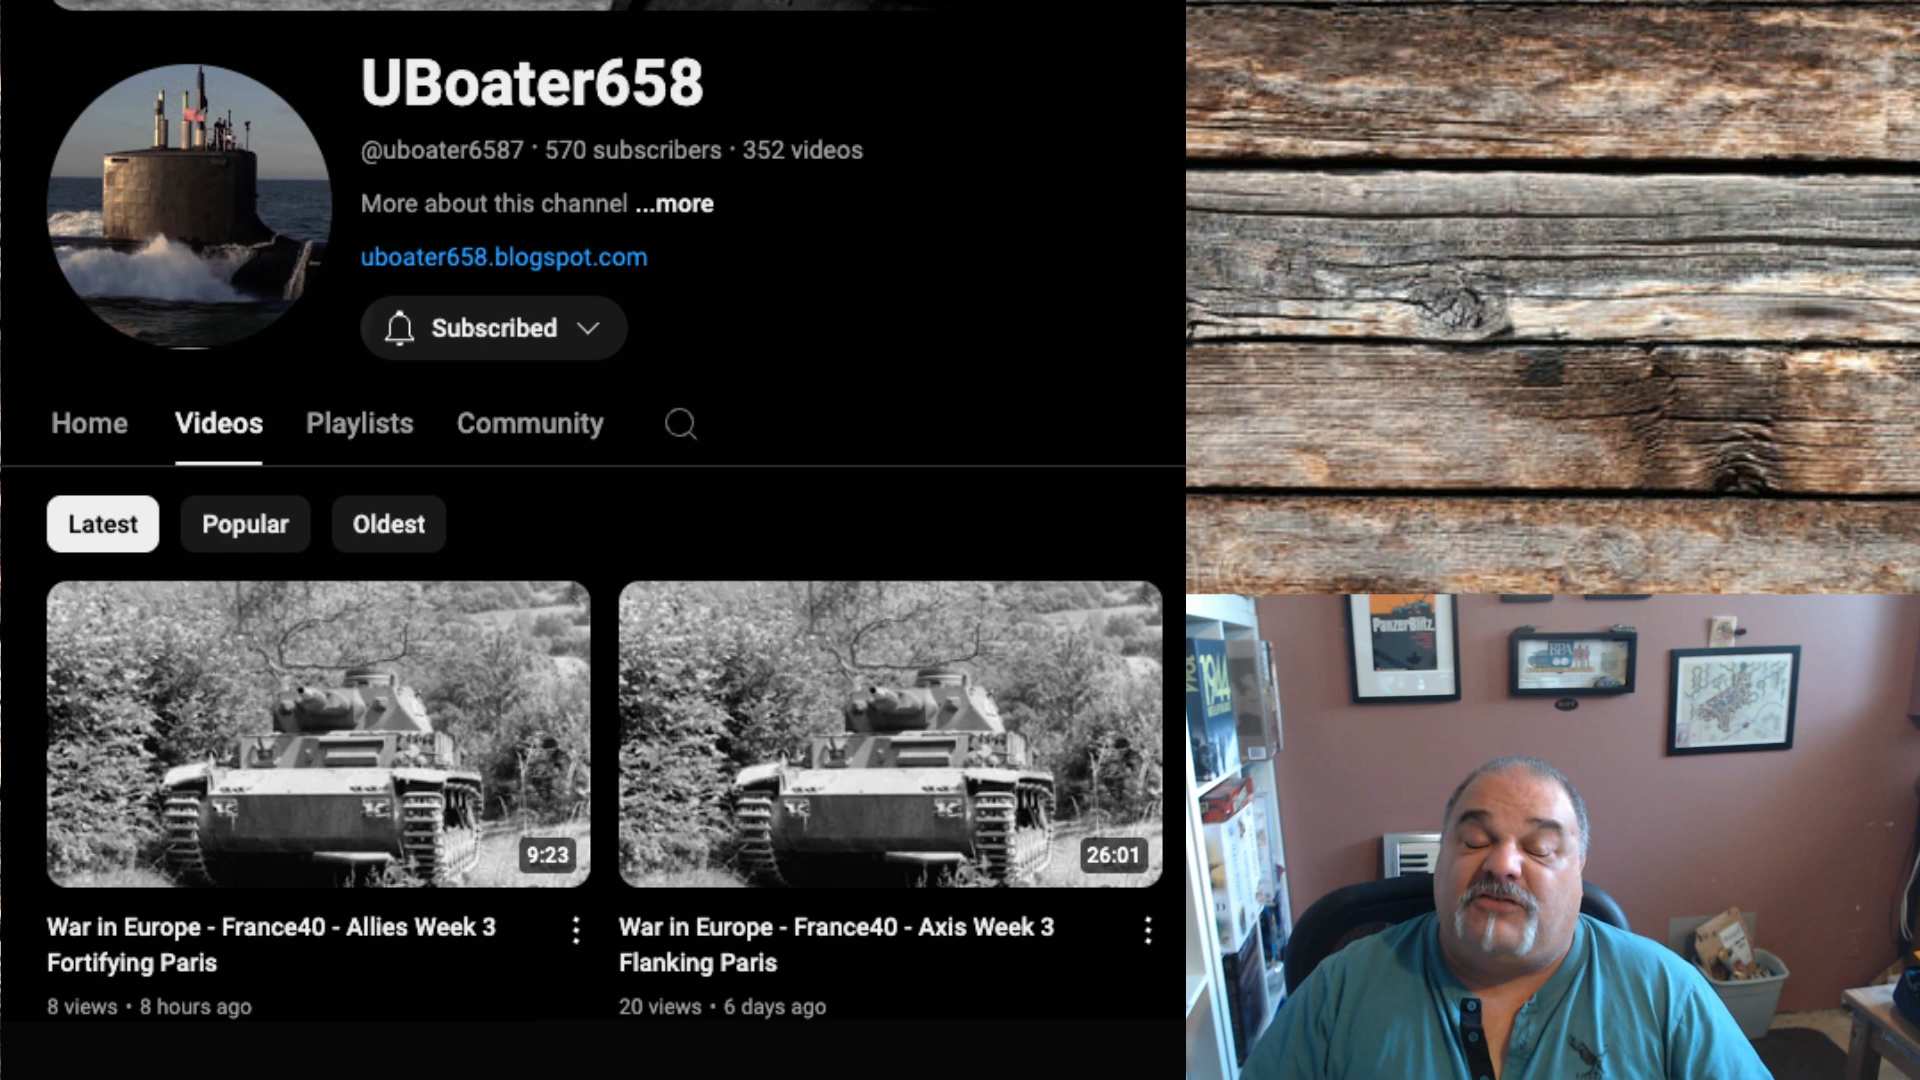 UBoater658
@uboater6587 · 570 subscribers · 352 videos
More about this channel ...more
uboater658.blogspot.com
Subscribed
Home Videos Playlists Community
Latest Popular Oldest
9:23
26:01
War in Europe - France40 - Allies Week 3
Fortifying Paris
8 views • 8 hours ago
War in Europe - France40 - Axis Week 3
Flanking Paris
20 views • 6 days ago
PanzerBlitz
BPA
1944